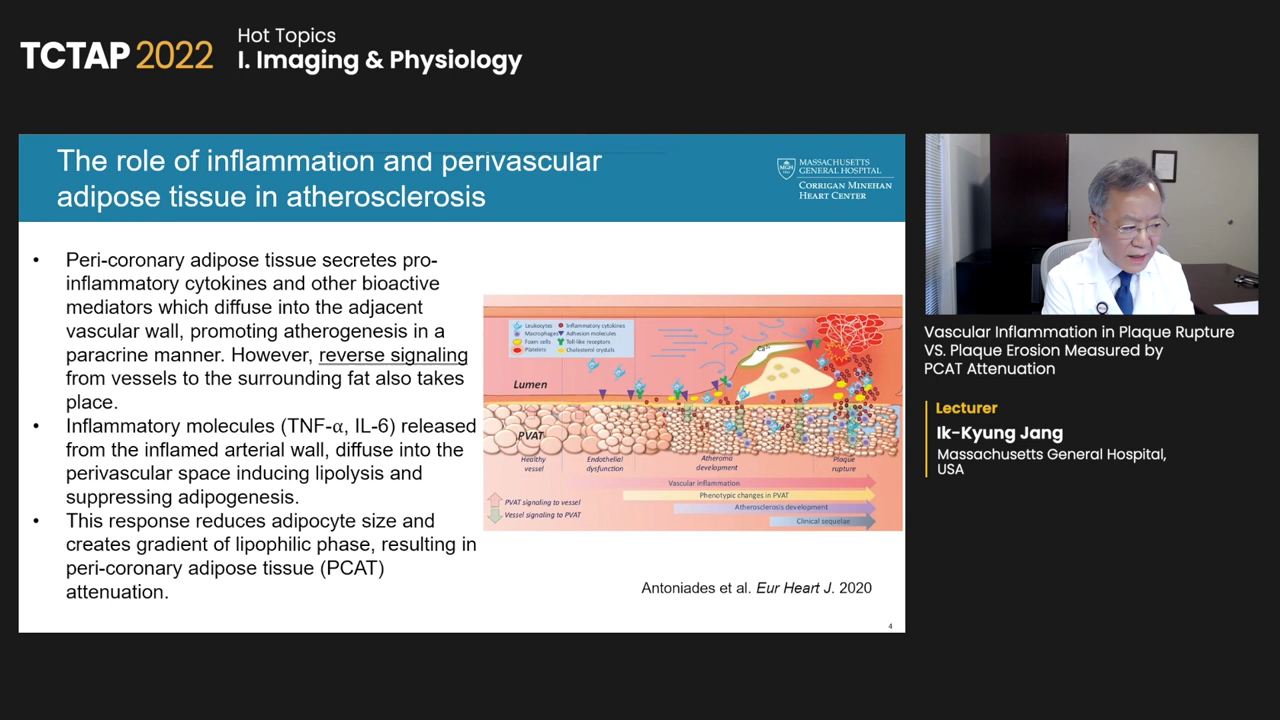 TCTAP 2022
Hot Topics
I. Imaging & Physiology
The role of inflammation and perivascular
adipose tissue in atherosclerosis
MGH
MASSACHUSETTS
GENERAL HOSPITAL
CORRIGAN MINEHAN
HEART CENTER
• Peri-coronary adipose tissue secretes pro-
inflammatory cytokines and other bioactive
mediators which diffuse into the adjacent
vascular wall, promoting atherogenesis in a
paracrine manner. However, reverse signaling
from vessels to the surrounding fat also takes
place.
• Inflammatory molecules (TNF-α, IL-6) released
from the inflamed arterial wall, diffuse into the
perivascular space inducing lipolysis and
suppressing adipogenesis.
• This response reduces adipocyte size and
creates gradient of lipophilic phase, resulting in
peri-coronary adipose tissue (PCAT)
attenuation.
Leukocytes Inflammatory cytokines
Macrophages Adhesion molecules
Foam cells Toll-like receptors
Platelets Cholesterol crystals
Ca²⁺
Lumen
PVAT
Healthy
vessel
Endothelial
dysfunction
Atheroma
development
Plaque
rupture
Vascular inflammation
Phenotypic changes in PVAT
Atherosclerosis development
Clinical sequelae
PVAT signaling to vessel
Vessel signaling to PVAT
Antoniades et al. Eur Heart J. 2020
4
Vascular Inflammation in Plaque Rupture
VS. Plaque Erosion Measured by
PCAT Attenuation
Lecturer
Ik-Kyung Jang
Massachusetts General Hospital,
USA